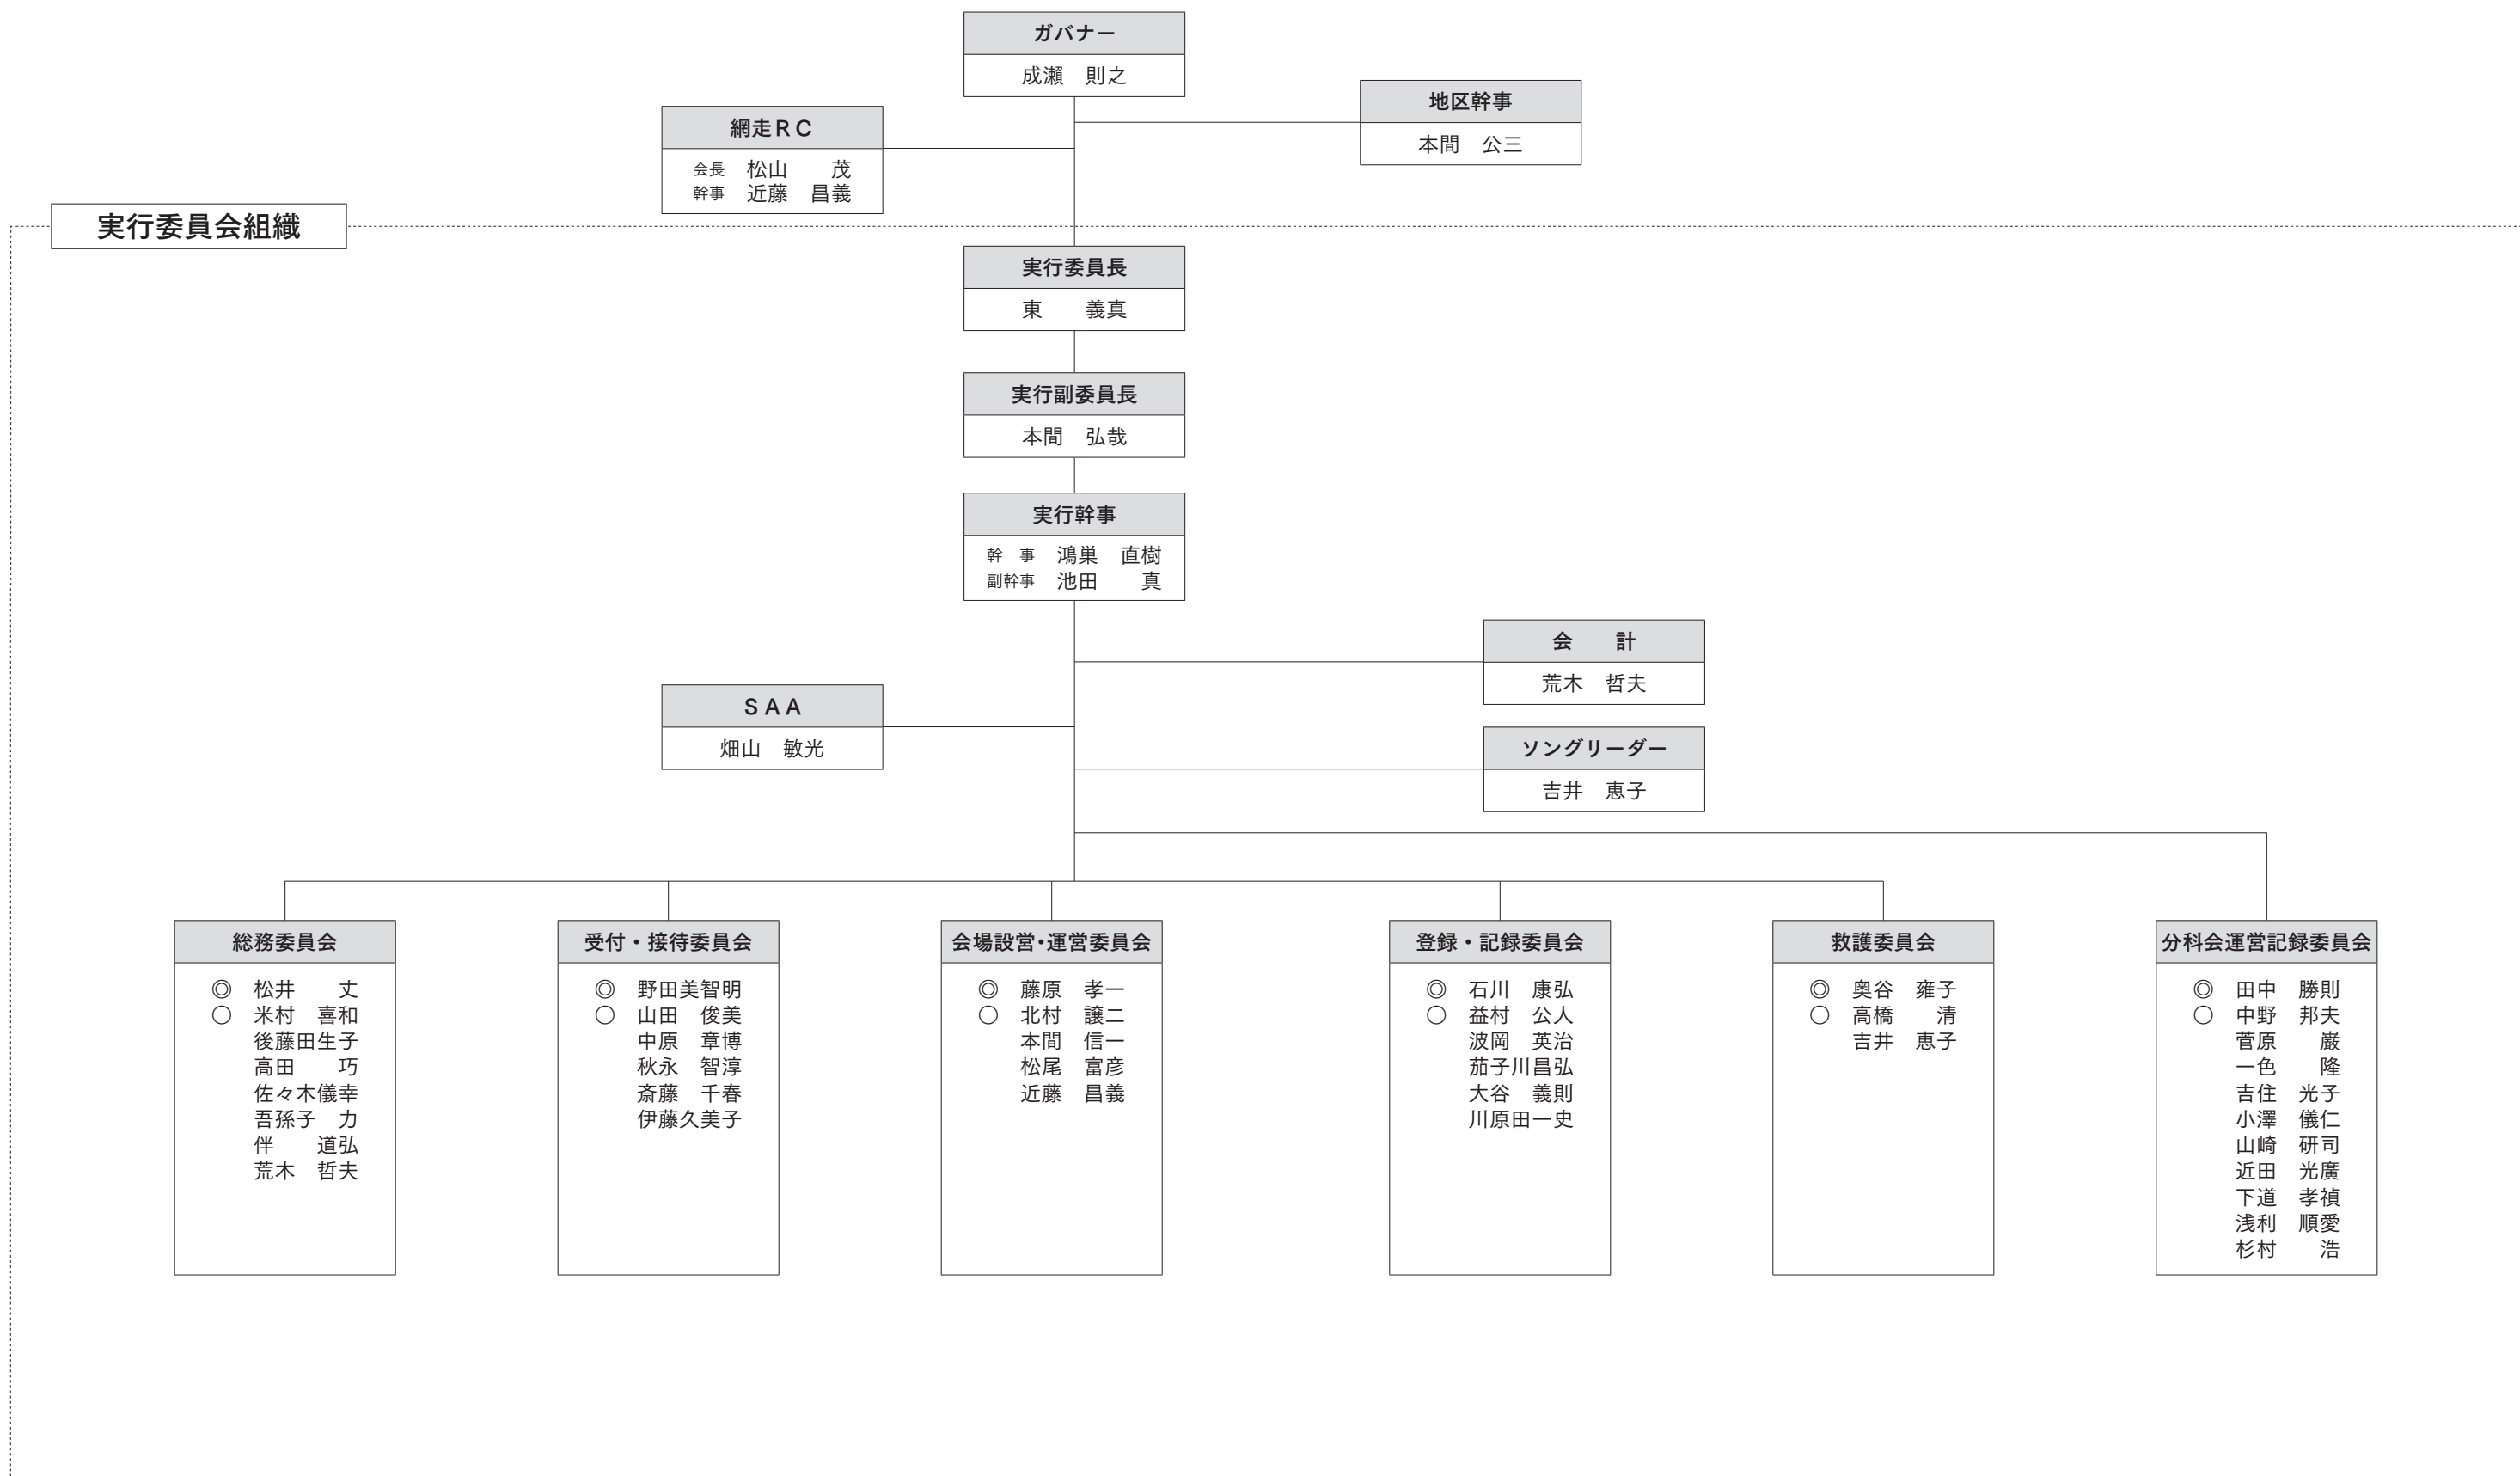 ガバナー
成瀬　則之
地区幹事
本間　公三
網走ＲＣ
会長　松山　　茂
幹事　近藤　昌義
実行委員会組織
実行委員長
東　　義真
実行副委員長
本間　弘哉
実行幹事
幹　事　鴻巣　直樹
副幹事　池田　　真
会　　計
荒木　哲夫
ＳＡＡ
畑山　敏光
ソングリーダー
吉井　恵子
総務委員会
◎　松井　　丈
○　米村　喜和
後藤田生子
高田　　巧
佐々木儀幸
吾孫子　力
伴　　道弘
荒木　哲夫
受付・接待委員会
◎　野田美智明
○　山田　俊美
中原　章博
秋永　智淳
斎藤　千春
伊藤久美子
会場設営・運営委員会
◎　藤原　孝一
○　北村　譲二
本間　信一
松尾　富彦
近藤　昌義
登録・記録委員会
◎　石川　康弘
○　益村　公人
波岡　英治
茄子川昌弘
大谷　義則
川原田一史
救護委員会
◎　奥谷　雍子
○　高橋　　清
吉井　恵子
分科会運営記録委員会
◎　田中　勝則
○　中野　邦夫
菅原　　巌
一色　　隆
吉住　光子
小澤　儀仁
山崎　研司
近田　光廣
下道　孝禎
浅利　順愛
杉村　　浩